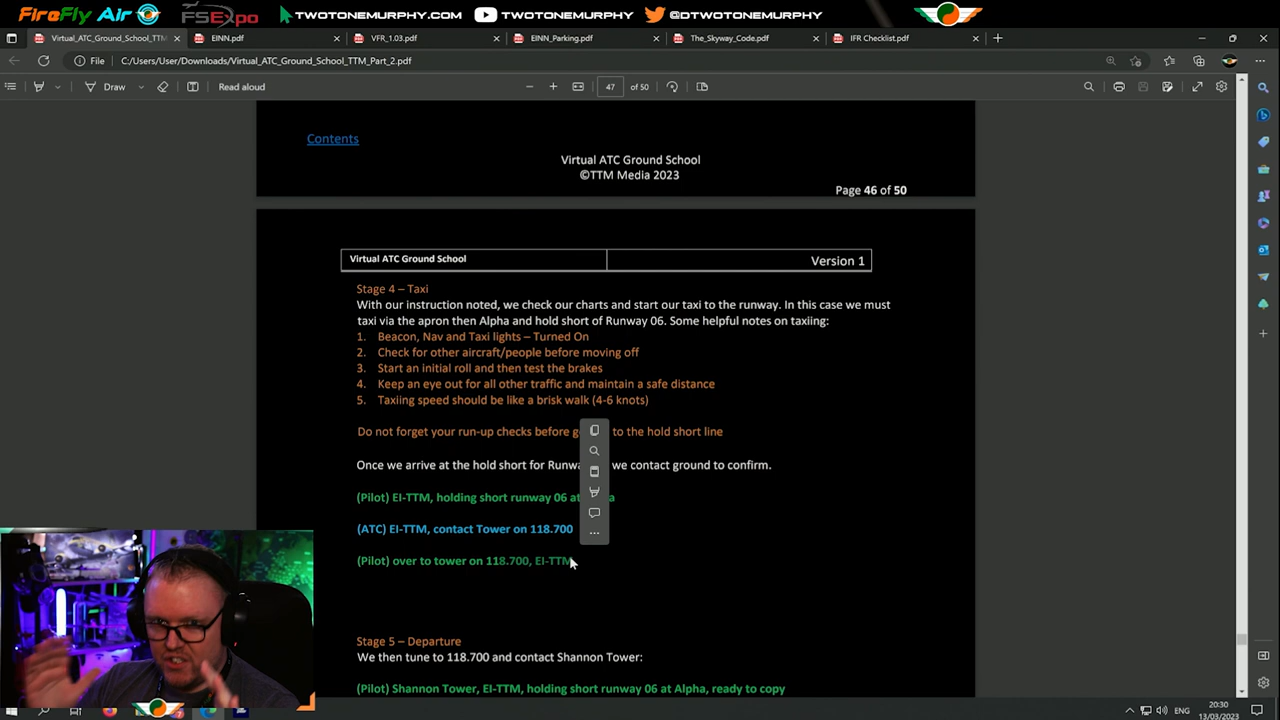 FireFly Air FSExpo TWOTONEMURPHY.COM TWOTONEMURPHY @DTWOTONEMURPHY
Virtual_ATC_Ground_School_TTM EINN.pdf VFR_1.03.pdf EINN_Parking.pdf The_Skyway_Code.pdf IFR Checklist.pdf
File C:/Users/User/Downloads/Virtual_ATC_Ground_School_TTM_Part_2.pdf
Draw Read aloud 47 of 50
Contents
Virtual ATC Ground School
©TTM Media 2023
Page 46 of 50
Virtual ATC Ground School Version 1
Stage 4 – Taxi
With our instruction noted, we check our charts and start our taxi to the runway. In this case we must
taxi via the apron then Alpha and hold short of Runway 06. Some helpful notes on taxiing:
1. Beacon, Nav and Taxi lights – Turned On
2. Check for other aircraft/people before moving off
3. Start an initial roll and then test the brakes
4. Keep an eye out for all other traffic and maintain a safe distance
5. Taxiing speed should be like a brisk walk (4-6 knots)
Do not forget your run-up checks before g to the hold short line
Once we arrive at the hold short for Runwa we contact ground to confirm.
(Pilot) EI-TTM, holding short runway 06 at a
(ATC) EI-TTM, contact Tower on 118.700
(Pilot) over to tower on 118.700, EI-TTM
Stage 5 – Departure
We then tune to 118.700 and contact Shannon Tower:
(Pilot) Shannon Tower, EI-TTM, holding short runway 06 at Alpha, ready to copy
ENG 20:30
13/03/2023